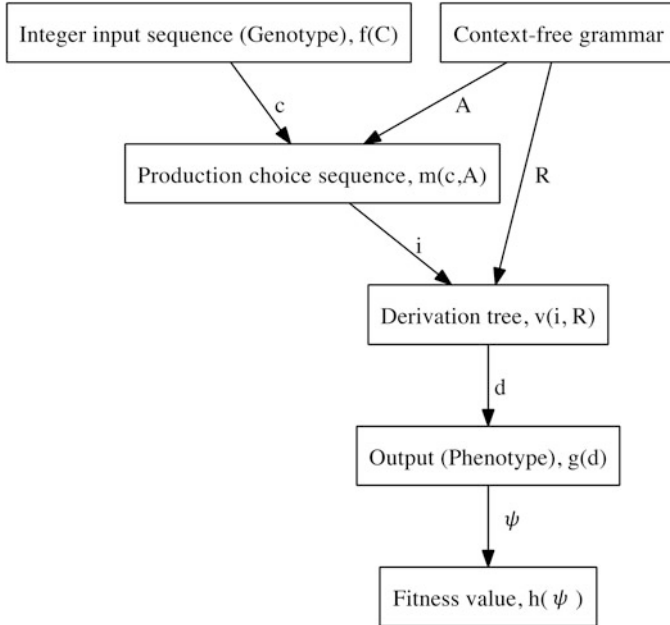 Integer input sequence (Genotype), f(C)
Context-free grammar
c
A
Production choice sequence, m(c,A)
R
i
Derivation tree, v(i, R)
d
Output (Phenotype), g(d)
ψ
Fitness value, h( ψ )